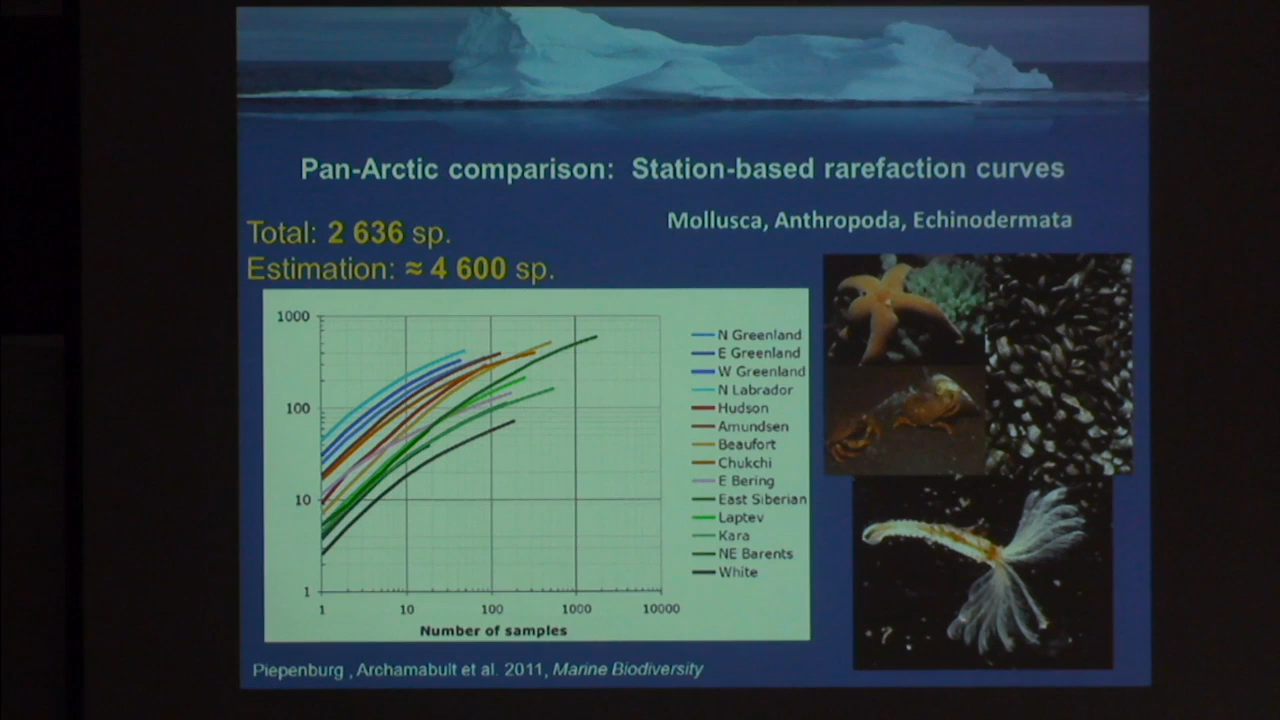 Pan-Arctic comparison: Station-based rarefaction curves
Mollusca, Anthropoda, Echinodermata
Total: 2 636 sp.
Estimation: ≈ 4 600 sp.
1000
100
10
1
1 10 100 1000 10000
Number of samples
N Greenland
E Greenland
W Greenland
N Labrador
Hudson
Amundsen
Beaufort
Chukchi
E Bering
East Siberian
Laptev
Kara
NE Barents
White
Piepenburg , Archamabult et al. 2011, Marine Biodiversity